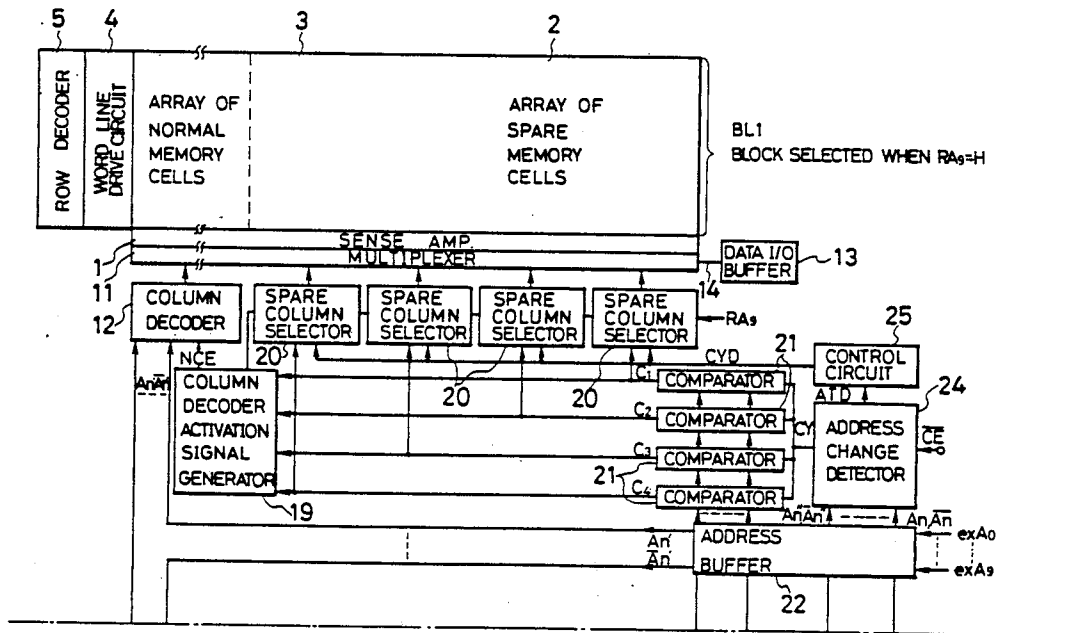 5
4
3
2
ROW DECODER
WORD LINE
DRIVE CIRCUIT
ARRAY OF
NORMAL
MEMORY
CELLS
ARRAY OF
SPARE
MEMORY
CELLS
BL1
BLOCK SELECTED WHEN RA9=H
SENSE AMP.
MULTIPLEXER
1
11
14
DATA I/O
BUFFER
13
12
COLUMN
DECODER
SPARE
COLUMN
SELECTOR
SPARE
COLUMN
SELECTOR
SPARE
COLUMN
SELECTOR
SPARE
COLUMN
SELECTOR
RA9
20
20
20
21
25
CYD
CONTROL
CIRCUIT
NCE
An A̅n̅
COLUMN
DECODER
ACTIVATION
SIGNAL
GENERATOR
19
C1
COMPARATOR
C2
COMPARATOR
C3
COMPARATOR
21
C4
COMPARATOR
ATD
24
CY
ADDRESS
CHANGE
DETECTOR
C̅E̅
An" A̅n̅"
An, A̅n̅
An'
A̅n̅'
ADDRESS
BUFFER
exA0
exA9
22